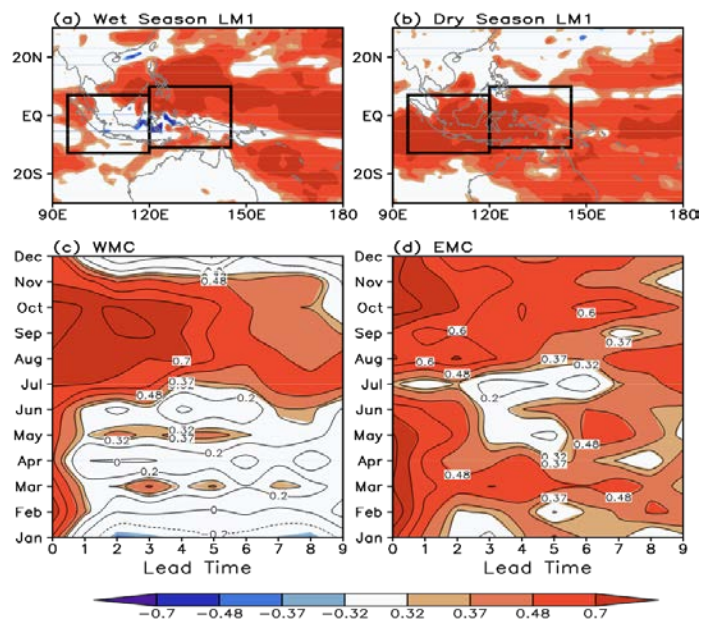 (a) Wet Season LM1
(b) Dry Season LM1
20N
EQ
20S
90E 120E 150E 180
20N
EQ
20S
90E 120E 150E 180
(c) WMC
(d) EMC
Dec
Nov
Oct
Sep
Aug
Jul
Jun
May
Apr
Mar
Feb
Jan
0.48
0.7
0.37
0.48
0.2
0.32
0.32
0.37
0
0.2
0.2
0
-0.2
0 1 2 3 4 5 6 7 8 9
Lead Time
Dec
Nov
Oct
Sep
Aug
Jul
Jun
May
Apr
Mar
Feb
Jan
0.6
0.6
0.37
0.6
0.37
0.48
0.32
0.2
0.48
0.48
0.32
0.37
0.48
0.37
0 1 2 3 4 5 6 7 8 9
Lead Time
-0.7 -0.48 -0.37 -0.32 0.32 0.37 0.48 0.7